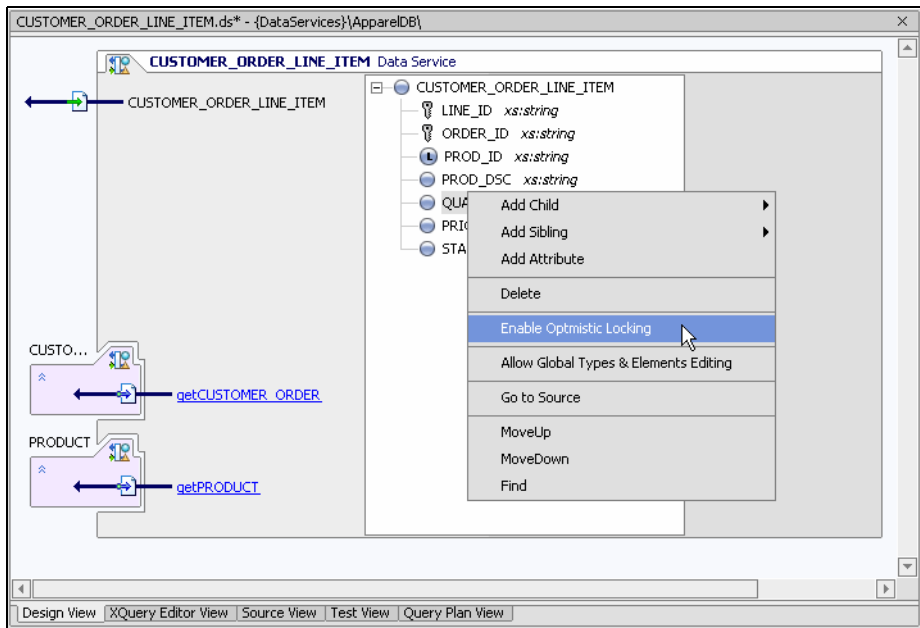 CUSTOMER_ORDER_LINE_ITEM.ds* - {DataServices}\ApparelDB\
CUSTOMER_ORDER_LINE_ITEM Data Service
CUSTOMER_ORDER_LINE_ITEM
CUSTOMER_ORDER_LINE_ITEM
LINE_ID xs:string
ORDER_ID xs:string
L PROD_ID xs:string
PROD_DSC xs:string
QUA
PRI
STA
Add Child
Add Sibling
Add Attribute
Delete
Enable Optmistic Locking
Allow Global Types & Elements Editing
Go to Source
MoveUp
MoveDown
Find
CUSTO...
getCUSTOMER_ORDER
PRODUCT
getPRODUCT
Design View XQuery Editor View Source View Test View Query Plan View